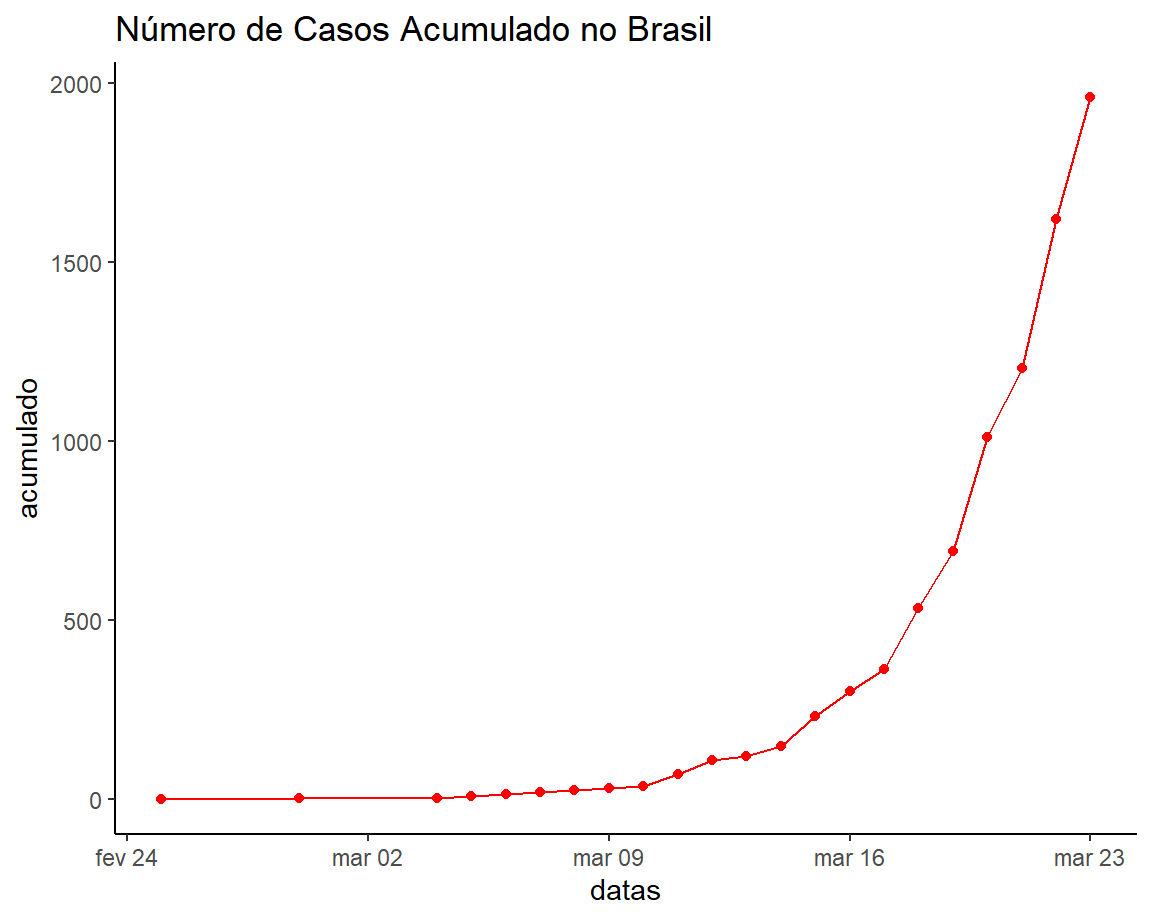 Número de Casos Acumulado no Brasil
2000
1500
1000
500
0
acumulado
fev 24
mar 02
mar 09
mar 16
mar 23
datas